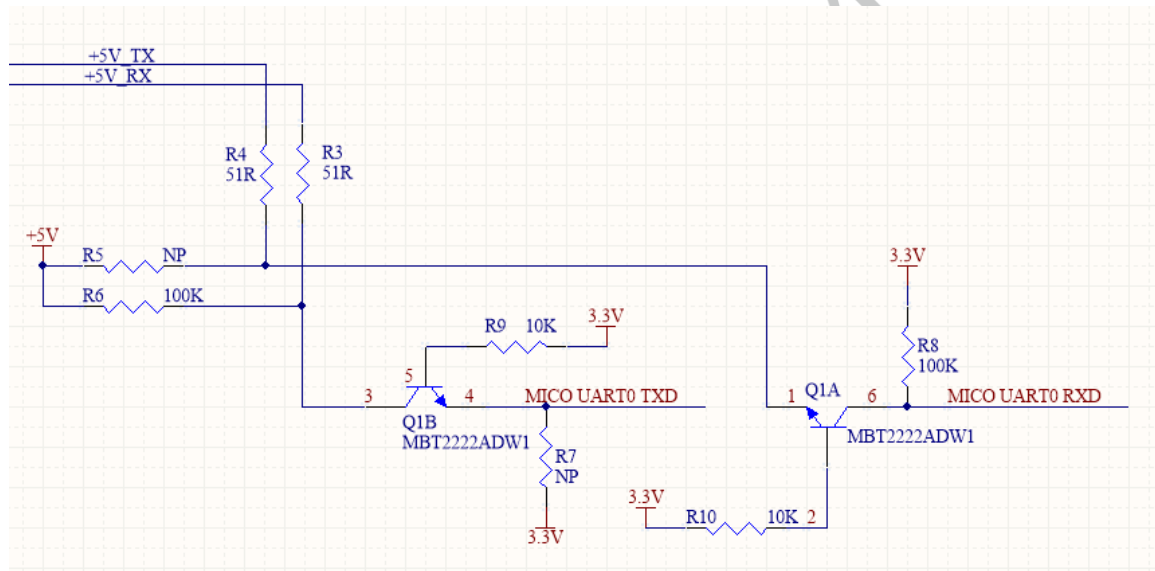 +5V_TX
+5V_RX
R4
51R
R3
51R
+5V
R5 NP
R6 100K
3.3V
R9 10K
3.3V
R8
100K
5
3
4
MICO UART0 TXD
Q1B
MBT2222ADW1
R7
NP
3.3V
1
Q1A
6
MICO UART0 RXD
MBT2222ADW1
3.3V
R10
10K
2